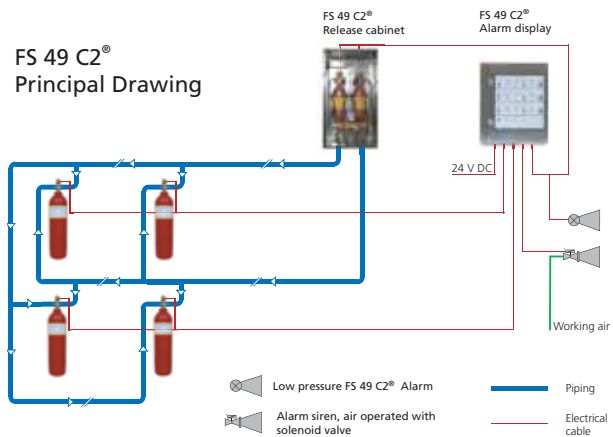 FS 49 C2®
Principal Drawing
FS 49 C2®
Release cabinet
FS 49 C2®
Alarm display
24 V DC
Working air
Low pressure FS 49 C2® Alarm
Alarm siren, air operated with
solenoid valve
Piping
Electrical
cable